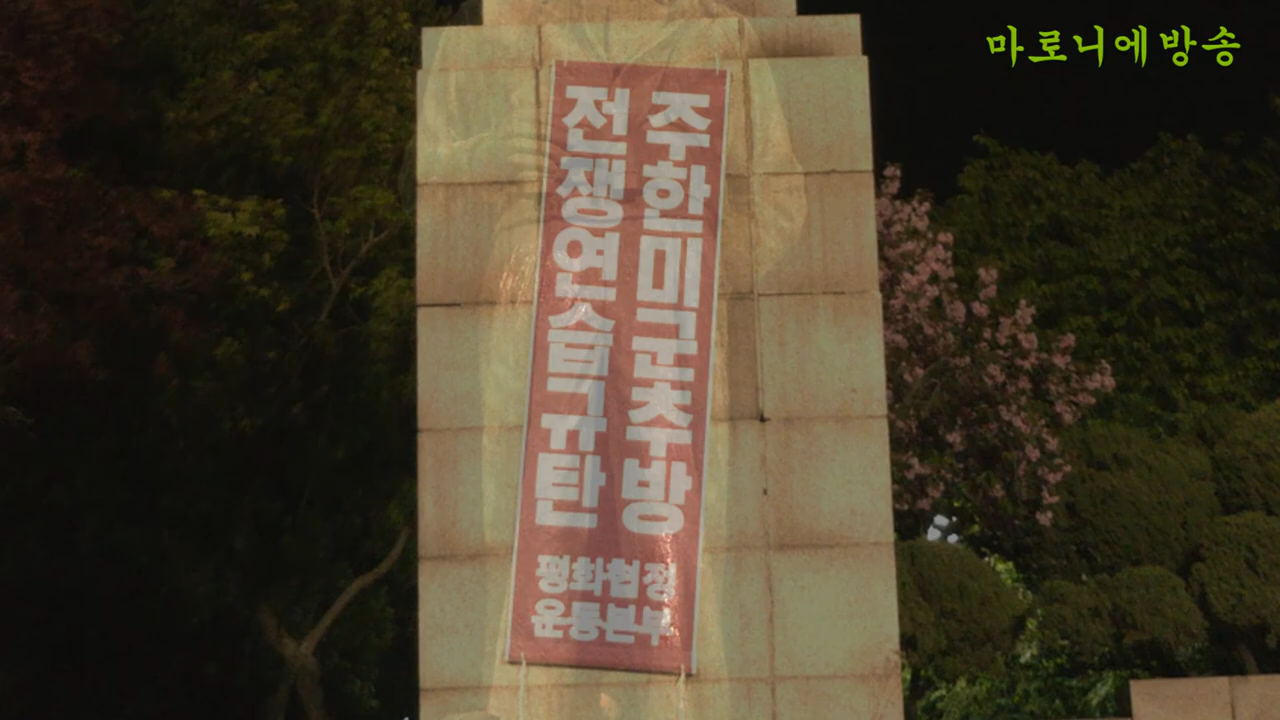 마로니에방송
주한미군추방
전쟁연습규탄
평화협정
운동본부